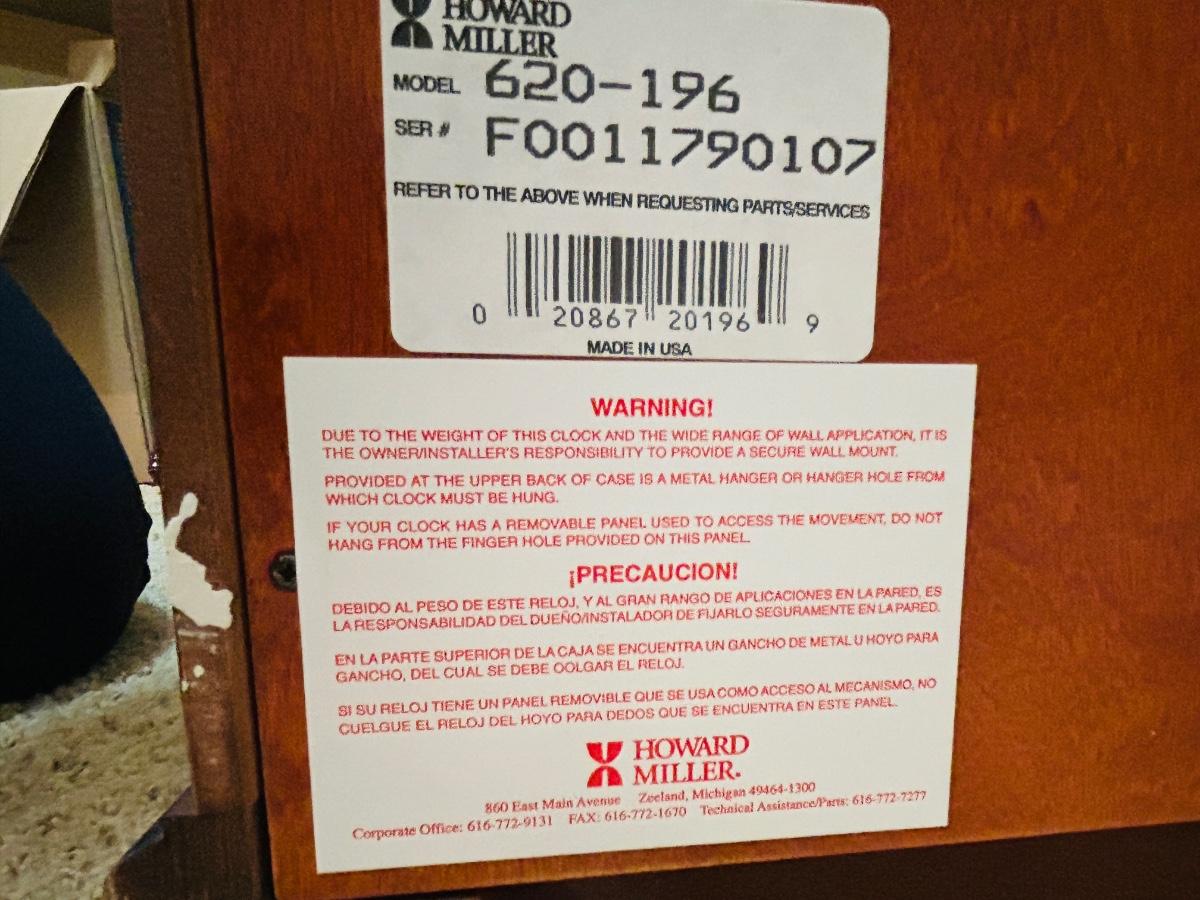 HOWARD
MILLER
MODEL 620-196
SER # F0011790107
REFER TO THE ABOVE WHEN REQUESTING PARTS/SERVICES
0 20867 20196 9
MADE IN USA
WARNING!
DUE TO THE WEIGHT OF THIS CLOCK AND THE WIDE RANGE OF WALL APPLICATION, IT IS
THE OWNER/INSTALLER'S RESPONSIBILITY TO PROVIDE A SECURE WALL MOUNT.
PROVIDED AT THE UPPER BACK OF CASE IS A METAL HANGER OR HANGER HOLE FROM
WHICH CLOCK MUST BE HUNG.
IF YOUR CLOCK HAS A REMOVABLE PANEL USED TO ACCESS THE MOVEMENT, DO NOT
HANG FROM THE FINGER HOLE PROVIDED ON THIS PANEL.
¡PRECAUCION!
DEBIDO AL PESO DE ESTE RELOJ, Y AL GRAN RANGO DE APLICACIONES EN LA PARED, ES
LA RESPONSABILIDAD DEL DUEÑO/INSTALADOR DE FIJARLO SEGURAMENTE EN LA PARED.
EN LA PARTE SUPERIOR DE LA CAJA SE ENCUENTRA UN GANCHO DE METAL U HOYO PARA
GANCHO, DEL CUAL SE DEBE OOLGAR EL RELOJ.
SI SU RELOJ TIENE UN PANEL REMOVIBLE QUE SE USA COMO ACCESO AL MECANISMO, NO
CUELGUE EL RELOJ DEL HOYO PARA DEDOS QUE SE ENCUENTRA EN ESTE PANEL.
HOWARD
MILLER.
860 East Main Avenue Zeeland, Michigan 49464-1300
Corporate Office: 616-772-9131 FAX: 616-772-1670 Technical Assistance/Parts: 616-772-7277